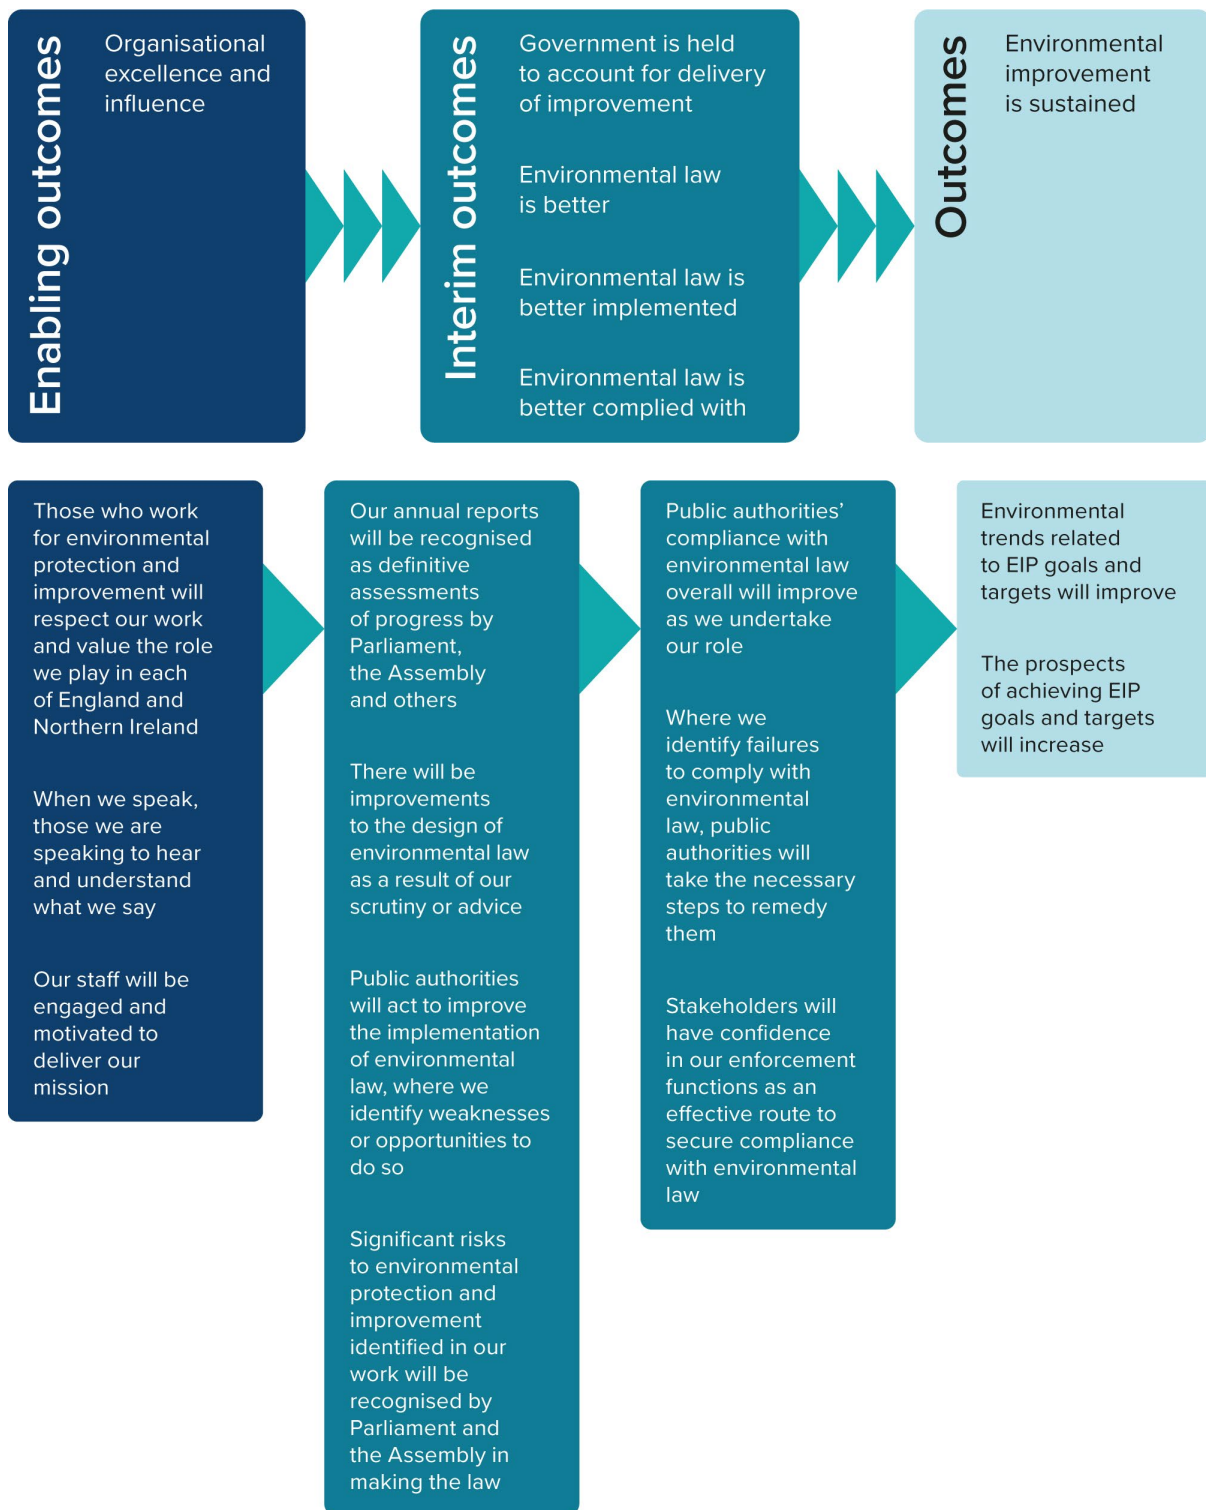 Enabling outcomes
Organisational
excellence and
influence
Interim outcomes
Government is held
to account for delivery
of improvement
Environmental law
is better
Environmental law is
better implemented
Environmental law is
better complied with
Outcomes
Environmental
improvement
is sustained
Those who work
for environmental
protection and
improvement will
respect our work
and value the role
we play in each
of England and
Northern Ireland
When we speak,
those we are
speaking to hear
and understand
what we say
Our staff will be
engaged and
motivated to
deliver our
mission
Our annual reports
will be recognised
as definitive
assessments
of progress by
Parliament,
the Assembly
and others
There will be
improvements
to the design of
environmental law
as a result of our
scrutiny or advice
Public authorities
will act to improve
the implementation
of environmental
law, where we
identify weaknesses
or opportunities to
do so
Significant risks
to environmental
protection and
improvement
identified in our
work will be
recognised by
Parliament and
the Assembly in
making the law
Public authorities’
compliance with
environmental law
overall will improve
as we undertake
our role
Where we
identify failures
to comply with
environmental
law, public
authorities will
take the necessary
steps to remedy
them
Stakeholders will
have confidence
in our enforcement
functions as an
effective route to
secure compliance
with environmental
law
Environmental
trends related
to EIP goals and
targets will improve
The prospects
of achieving EIP
goals and targets
will increase